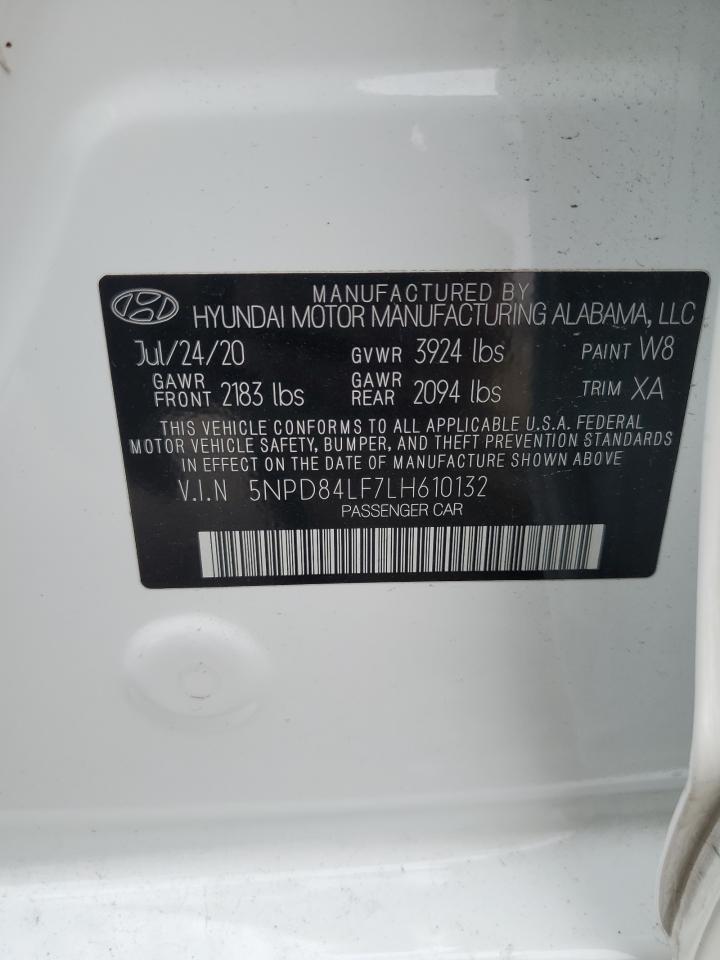 MANUFACTURED BY
HYUNDAI MOTOR MANUFACTURING ALABAMA, LLC
Jul/24/20 GVWR 3924 lbs PAINT W8
GAWR FRONT 2183 lbs GAWR REAR 2094 lbs TRIM XA
THIS VEHICLE CONFORMS TO ALL APPLICABLE U.S.A. FEDERAL
MOTOR VEHICLE SAFETY, BUMPER, AND THEFT PREVENTION STANDARDS
IN EFFECT ON THE DATE OF MANUFACTURE SHOWN ABOVE
V.I.N 5NPD84LF7LH610132
PASSENGER CAR